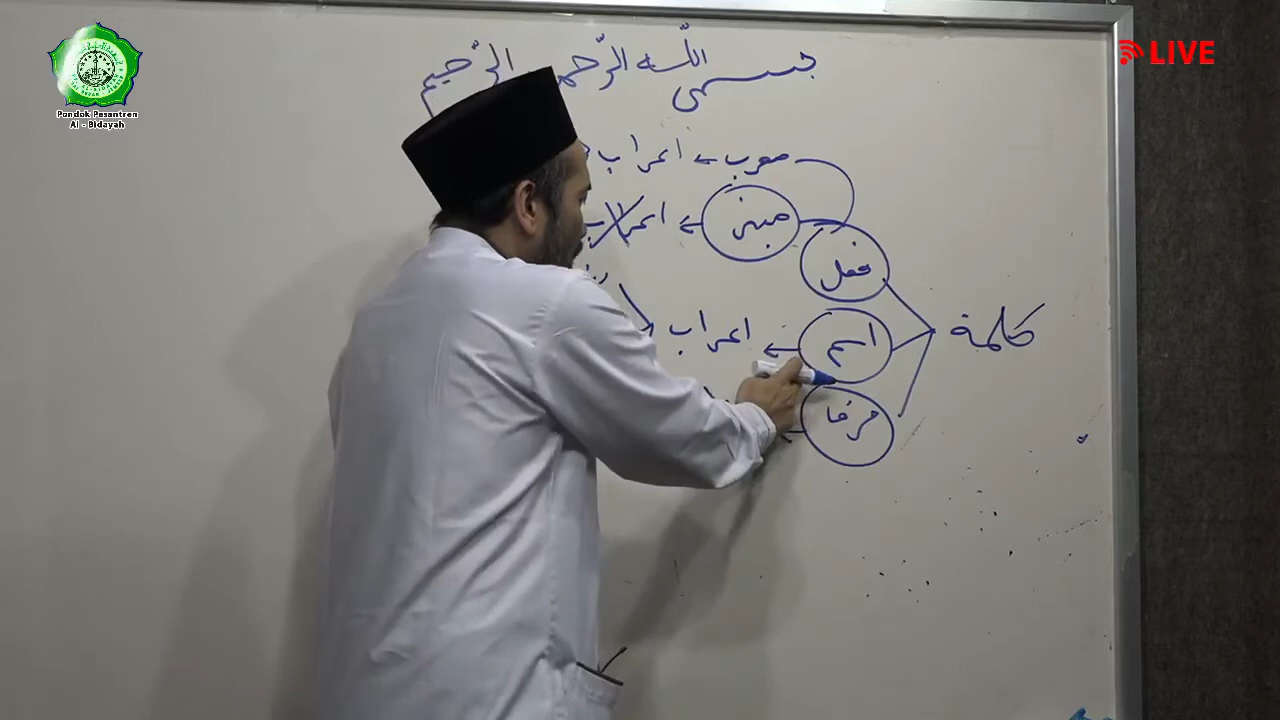 بسم اللّه الرّحمن الرّحيم
معرب ← اعراب
مبني ← اعراب
فعل
كلمة
اسم ← اعراب
حرف
Pondok Pesantren
Al - Bidayah
LIVE